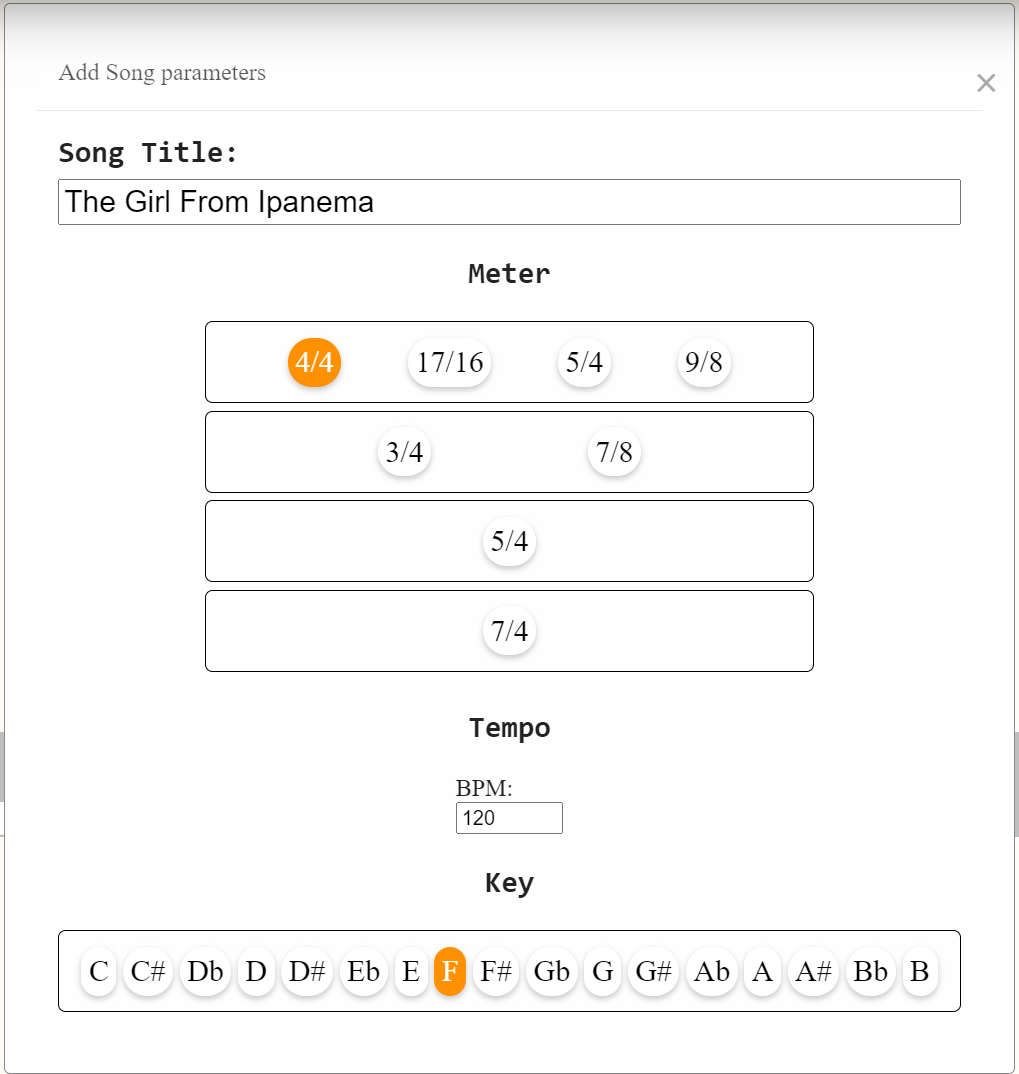 Add Song parameters
×
Song Title:
The Girl From Ipanema
Meter
4/4 17/16 5/4 9/8
3/4 7/8
5/4
7/4
Tempo
BPM:
120
Key
C C# Db D D# Eb E F F# Gb G G# Ab A A# Bb B